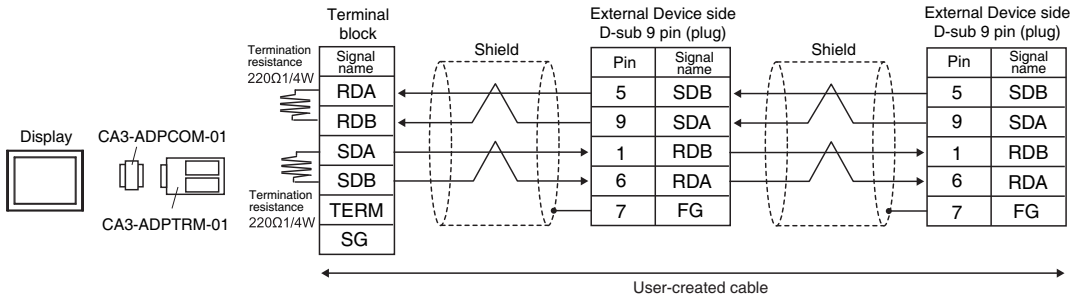 Terminal
block
External Device side
D-sub 9 pin (plug)
External Device side
D-sub 9 pin (plug)
Termination
resistance
220Ω1/4W
Signal
name
Shield
Pin
Signal
name
Shield
Pin
Signal
name
RDA
5
SDB
5
SDB
RDB
9
SDA
9
SDA
Display
CA3-ADPCOM-01
SDA
1
RDB
1
RDB
SDB
6
RDA
6
RDA
Termination
resistance
220Ω1/4W
CA3-ADPTRM-01
TERM
7
FG
7
FG
SG
User-created cable